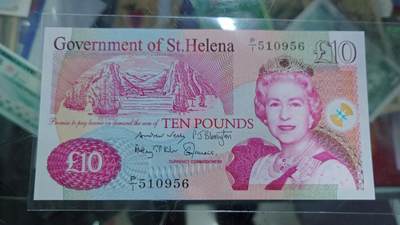 Government of St. Helena
P/1 510956
£10
Promise to pay bearer on demand the sum of
TEN POUNDS
£10
CURRENCY COMMISSIONERS
P/1 510956